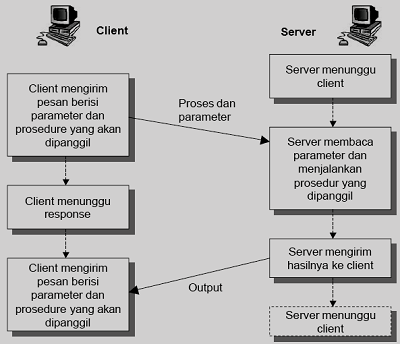 Client
Server
Client mengirim
pesan berisi
parameter dan
prosedure yang akan
dipanggil
Proses dan
parameter
Server menunggu
client
Server membaca
parameter dan
menjalankan
prosedur yang
dipanggil
Client menunggu
response
Server mengirim
hasilnya ke client
Client mengirim
pesan berisi
parameter dan
prosedure yang akan
dipanggil
Output
Server menunggu
client